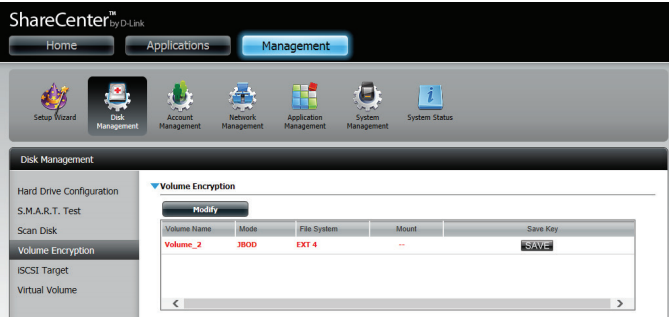 ShareCenter™ by D-Link
Home Applications Management
Setup Wizard Disk Management Account Management Network Management Application Management System Management System Status
Disk Management
Hard Drive Configuration
S.M.A.R.T. Test
Scan Disk
Volume Encryption
iSCSI Target
Virtual Volume
Volume Encryption
Modify
Volume Name Mode File System Mount Save Key
Volume_2 JBOD EXT 4 -- SAVE